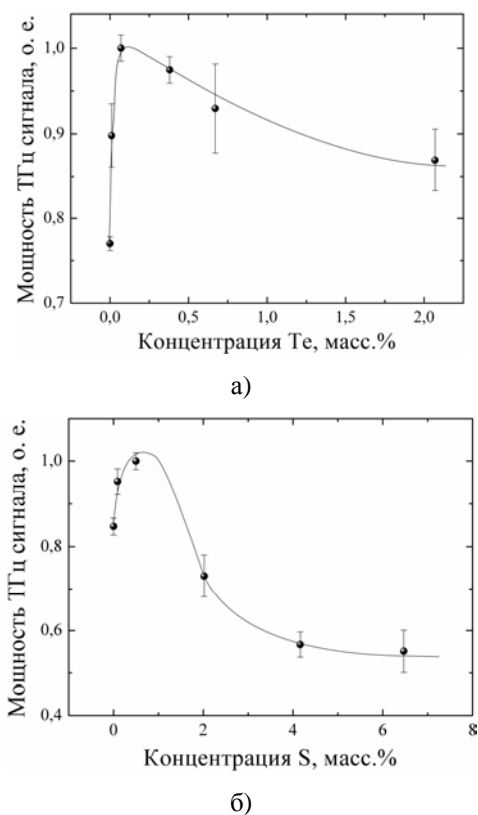 Мощность ТГц сигнала, о. е.
1,0
0,9
0,8
0,7
0,0 0,5 1,0 1,5 2,0
Концентрация Te, масс.%
а)
Мощность ТГц сигнала, о. е.
1,0
0,8
0,6
0,4
0 2 4 6 8
Концентрация S, масс.%
б)